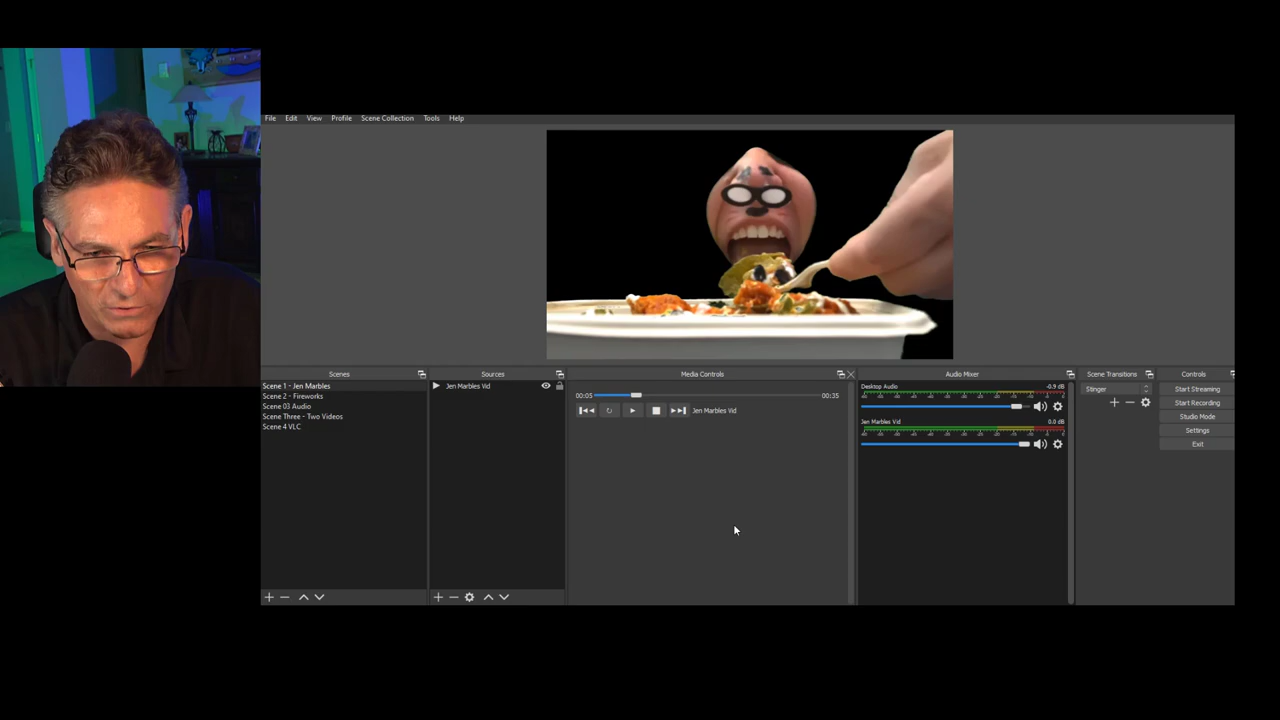 File Edit View Profile Scene Collection Tools Help
Scenes
Scene 1 - Jen Marbles
Scene 2 - Fireworks
Scene 03 Audio
Scene Three - Two Videos
Scene 4 VLC
Sources
Jen Marbles Vid
Media Controls
00:05
00:35
Jen Marbles Vid
Audio Mixer
Desktop Audio -0.9 dB
Jen Marbles Vid 0.0 dB
Scene Transitions
Stinger
Controls
Start Streaming
Start Recording
Studio Mode
Settings
Exit